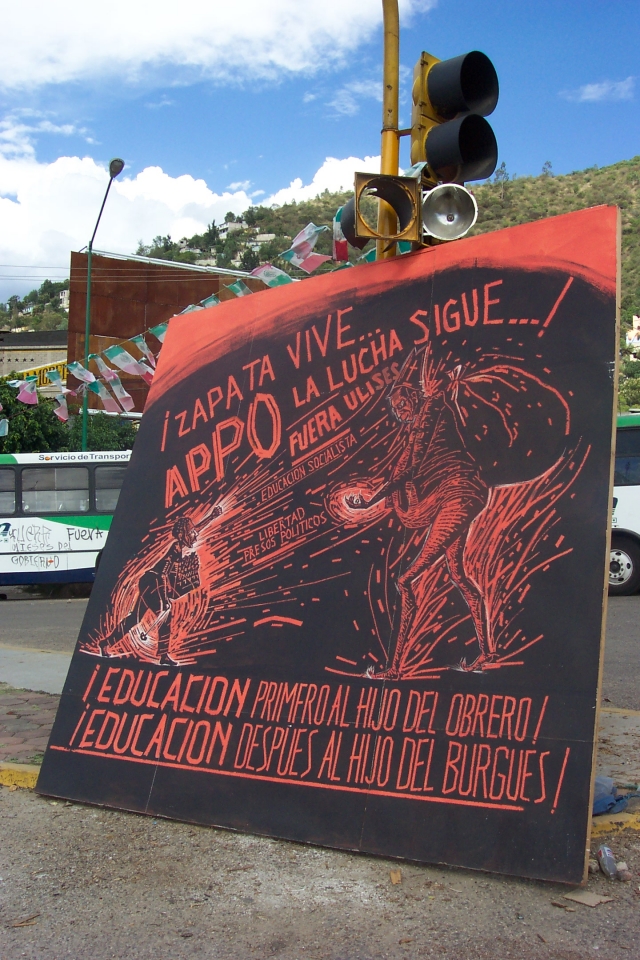 ¡ZAPATA VIVE...
LA LUCHA SIGUE...!
APPO
FUERA ULISES
EDUCACION SOCIALISTA
LIBERTAD
PRESOS POLITICOS
¡EDUCACION PRIMERO AL HIJO DEL OBRERO!
¡EDUCACION DESPUES AL HIJO DEL BURGUES!
Servicio de Transpor
FUERA
FUERA
GOBIERNO